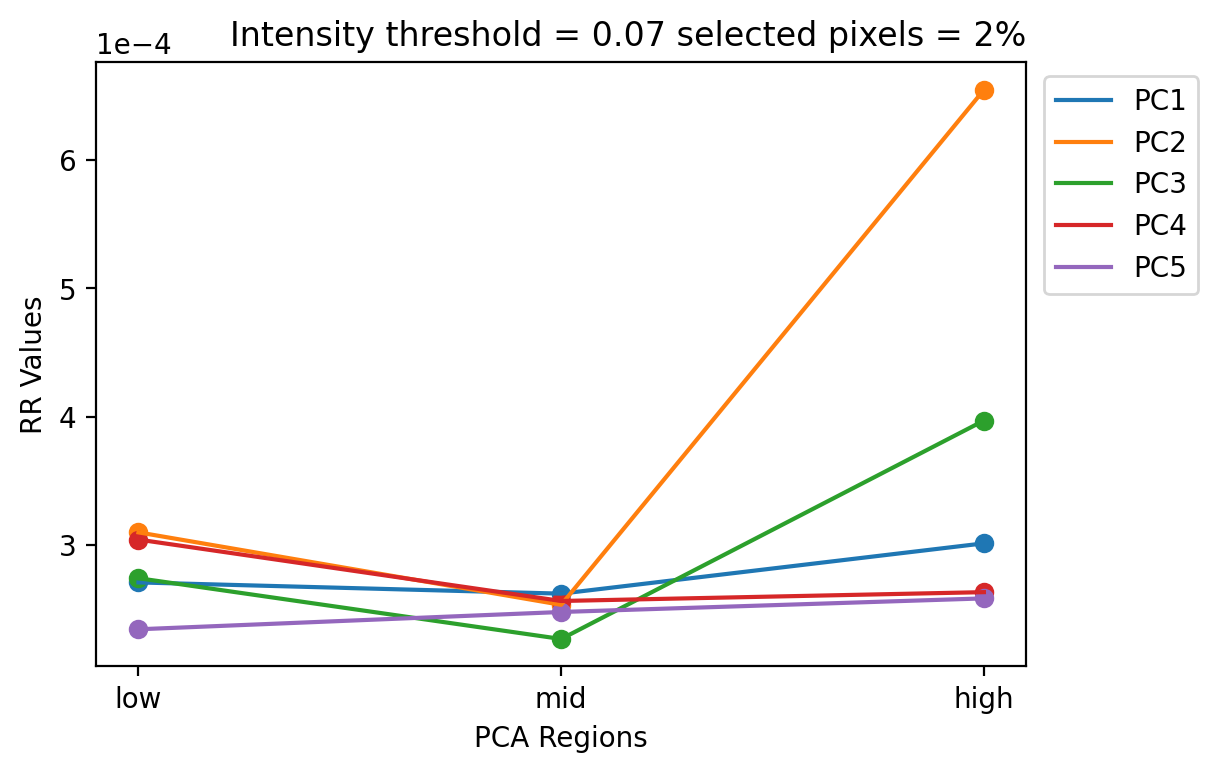 Intensity threshold = 0.07 selected pixels = 2%
1e−4
6
5
4
3
RR Values
low
mid
high
PCA Regions
PC1
PC2
PC3
PC4
PC5